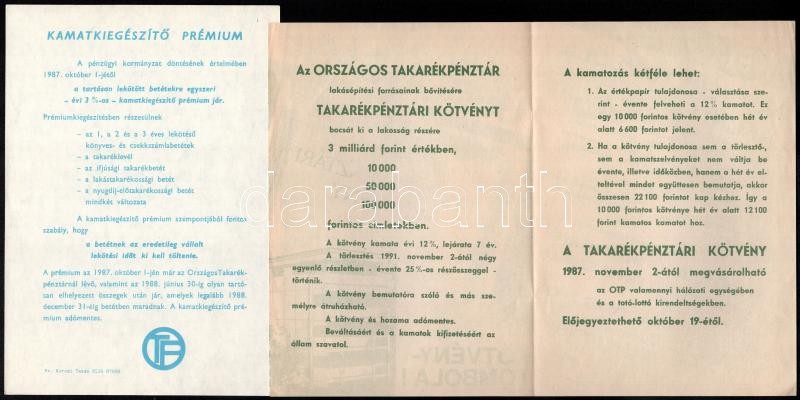 KAMATKIEGÉSZÍTŐ PRÉMIUM
A pénzügyi kormányzat döntésének értelmében
1987. október 1-jétől
a tartósan lekötött betétekre egyszeri
– évi 3 %-os – kamatkiegészítő prémium jár.
Prémiumkiegészítésben részesülnek
– az 1, a 2 és a 3 éves lekötésű
könyves- és csekkszámlabetétek
– a takaréklevél
– az ifjúsági takarékbetét
– a lakástakarékossági betét
– a nyugdíj-előtakarékossági betét
mindkét változata
A kamatkiegészítő prémium szempontjából fontos
szabály, hogy
a betétnek az eredetileg vállalt
lekötési időt ki kell töltenie.
A prémium az 1987. október 1-jén már az Országos Takarék-
pénztárnál lévő, valamint az 1988. június 30-ig olyan tartó-
san elhelyezett összegek után jár, amelyek legalább 1988.
december 31-éig betétben maradnak. A kamatkiegészítő pré-
mium adómentes.
Az ORSZÁGOS TAKARÉKPÉNZTÁR
lakásépítési forrásainak bővítésére
TAKARÉKPÉNZTÁRI KÖTVÉNYT
bocsát ki a lakosság részére
3 milliárd forint értékben,
10 000
50 000
100 000
forintos címletekben.
A kötvény kamata évi 12%, lejárata 7 év.
A törlesztés 1991. november 2-ától négy
egyenlő részletben - évente 25%-os részösszeggel -
történik.
A kötvény bemutatóra szóló és más sze-
mélyre átruházható.
A kötvény és hozama adómentes.
Beváltásáért és a kamatok kifizetéséért az
állam szavatol.
A kamatozás kétféle lehet:
1. Az értékpapír tulajdonosa - választása sze-
rint - évente felveheti a 12% kamatot. Ez
egy 10 000 forintos kötvény esetében hét év
alatt 6 600 forintot jelent.
2. Ha a kötvény tulajdonosa sem a törlesztő-,
sem a kamatszelvényeket nem váltja be
évente, illetve időközben, hanem a hét év el-
teltével mindet együttesen bemutatja, akkor
összesen 22 100 forintot kap kézhez. Így a
10 000 forintos kötvénye hét év alatt 12 100
forint kamatos kamatot hoz.
A TAKARÉKPÉNZTÁRI KÖTVÉNY
1987. november 2-ától megvásárolható
az OTP valamennyi hálózati egységében
és a totó-lottó kirendeltségekben.
Előjegyeztethető október 19-étől.
darabanth